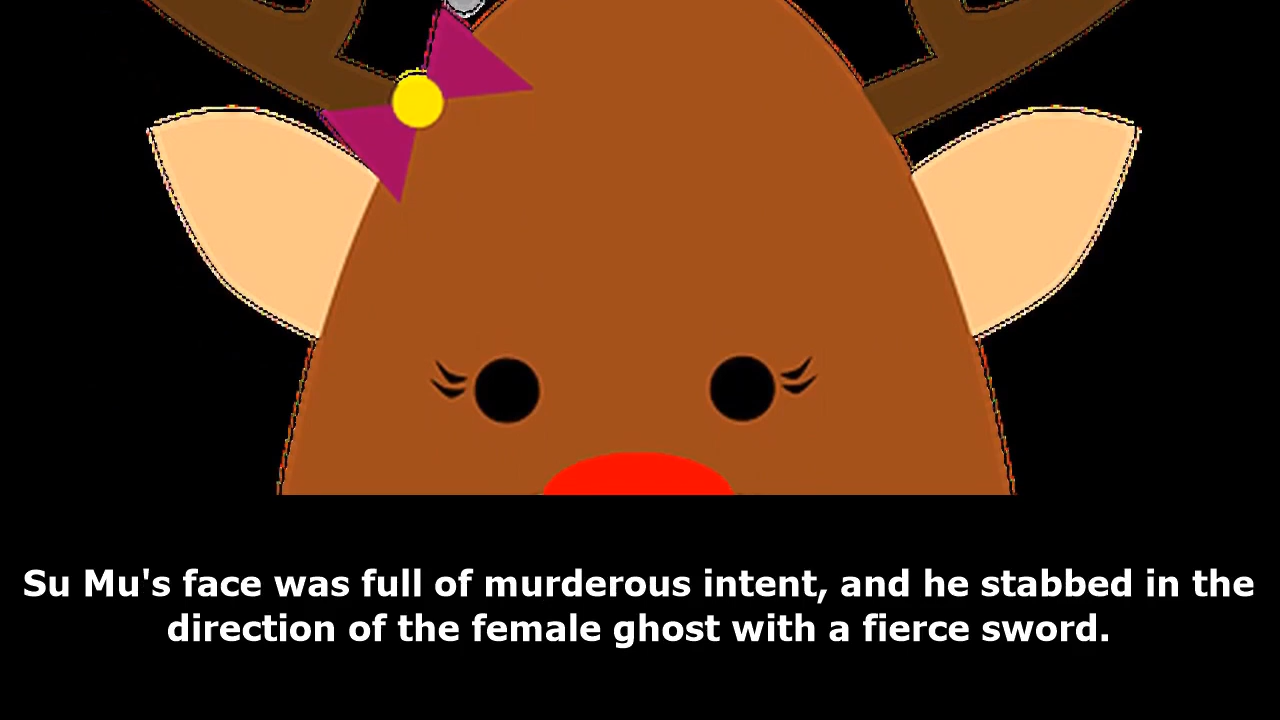 Su Mu's face was full of murderous intent, and he stabbed in the
direction of the female ghost with a fierce sword.